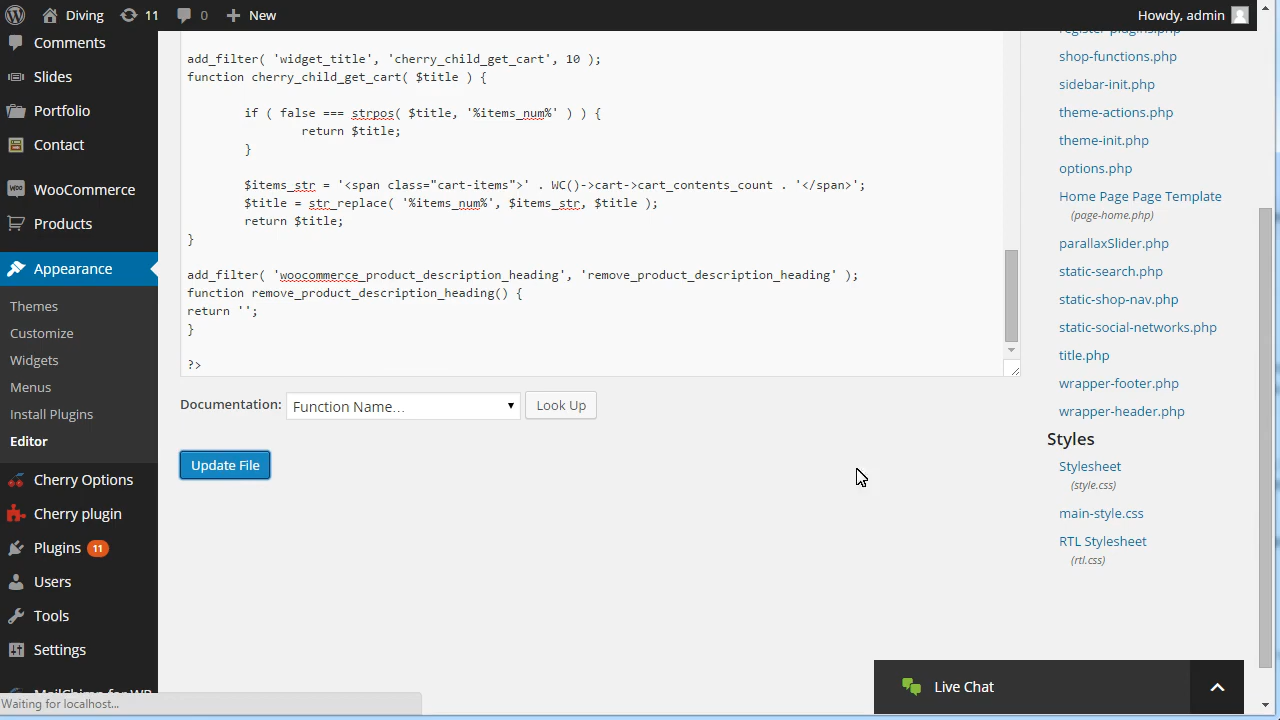 Diving 11 0 New Howdy, admin
Comments
Slides
Portfolio
Contact
WooCommerce
Products
Appearance
Themes
Customize
Widgets
Menus
Install Plugins
Editor
Cherry Options
Cherry plugin
Plugins 11
Users
Tools
Settings
Waiting for localhost...
add_filter( 'widget_title', 'cherry_child_get_cart', 10 );
function cherry_child_get_cart( $title ) {
if ( false === strpos( $title, '%items_num%' ) ) {
return $title;
}
$items_str = '<span class="cart-items">' . WC()->cart->cart_contents_count . '</span>';
$title = str_replace( '%items_num%', $items_str, $title );
return $title;
}
add_filter( 'woocommerce_product_description_heading', 'remove_product_description_heading' );
function remove_product_description_heading() {
return '';
}
?>
Documentation: Function Name... Look Up
Update File
shop-functions.php
sidebar-init.php
theme-actions.php
theme-init.php
options.php
Home Page Page Template
(page-home.php)
parallaxSlider.php
static-search.php
static-shop-nav.php
static-social-networks.php
title.php
wrapper-footer.php
wrapper-header.php
Styles
Stylesheet
(style.css)
main-style.css
RTL Stylesheet
(rtl.css)
Live Chat